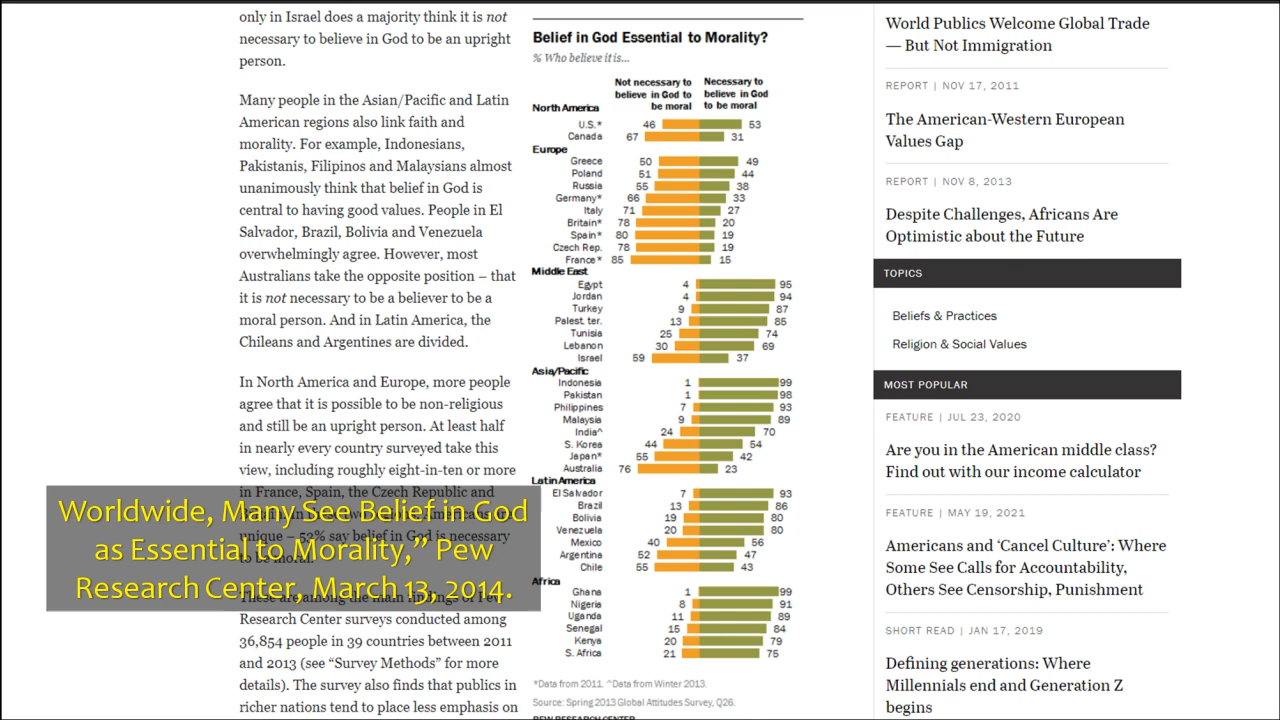 only in Israel does a majority think it is not
necessary to believe in God to be an upright
person.
Many people in the Asian/Pacific and Latin
American regions also link faith and
morality. For example, Indonesians,
Pakistanis, Filipinos and Malaysians almost
unanimously think that belief in God is
central to having good values. People in El
Salvador, Brazil, Bolivia and Venezuela
overwhelmingly agree. However, most
Australians take the opposite position – that
it is not necessary to be a believer to be a
moral person. And in Latin America, the
Chileans and Argentines are divided.
In North America and Europe, more people
agree that it is possible to be non-religious
and still be an upright person. At least half
in nearly every country surveyed take this
view, including roughly eight-in-ten or more
in France, Spain, the Czech Republic and
unique – 53% say belief in God is necessary
to be moral.
These are among the main findings of Pew
Research Center surveys conducted among
36,854 people in 39 countries between 2011
and 2013 (see “Survey Methods” for more
details). The survey also finds that publics in
richer nations tend to place less emphasis on
Worldwide, Many See Belief in God
as Essential to Morality,” Pew
Research Center, March 13, 2014.
Belief in God Essential to Morality?
% Who believe it is...
Not necessary to believe in God to be moral
Necessary to believe in God to be moral
North America
U.S.* 46 53
Canada 67 31
Europe
Greece 50 49
Poland 51 44
Russia 55 38
Germany* 66 33
Italy 71 27
Britain* 78 20
Spain* 80 19
Czech Rep. 78 19
France* 85 15
Middle East
Egypt 4 95
Jordan 4 94
Turkey 9 87
Palest. ter. 13 85
Tunisia 25 74
Lebanon 30 69
Israel 59 37
Asia/Pacific
Indonesia 1 99
Pakistan 1 98
Philippines 7 93
Malaysia 9 89
India^ 24 70
S. Korea 44 54
Japan* 55 42
Australia 76 23
Latin America
El Salvador 7 93
Brazil 13 86
Bolivia 19 80
Venezuela 20 80
Mexico 40 56
Argentina 52 47
Chile 55 43
Africa
Ghana 1 99
Nigeria 8 91
Uganda 11 89
Senegal 15 84
Kenya 20 79
S. Africa 21 75
*Data from 2011. ^Data from Winter 2013.
Source: Spring 2013 Global Attitudes Survey, Q26.
PEW RESEARCH CENTER
World Publics Welcome Global Trade
— But Not Immigration
REPORT | NOV 17, 2011
The American-Western European
Values Gap
REPORT | NOV 8, 2013
Despite Challenges, Africans Are
Optimistic about the Future
TOPICS
Beliefs & Practices
Religion & Social Values
MOST POPULAR
FEATURE | JUL 23, 2020
Are you in the American middle class?
Find out with our income calculator
FEATURE | MAY 19, 2021
Americans and ‘Cancel Culture’: Where
Some See Calls for Accountability,
Others See Censorship, Punishment
SHORT READ | JAN 17, 2019
Defining generations: Where
Millennials end and Generation Z
begins